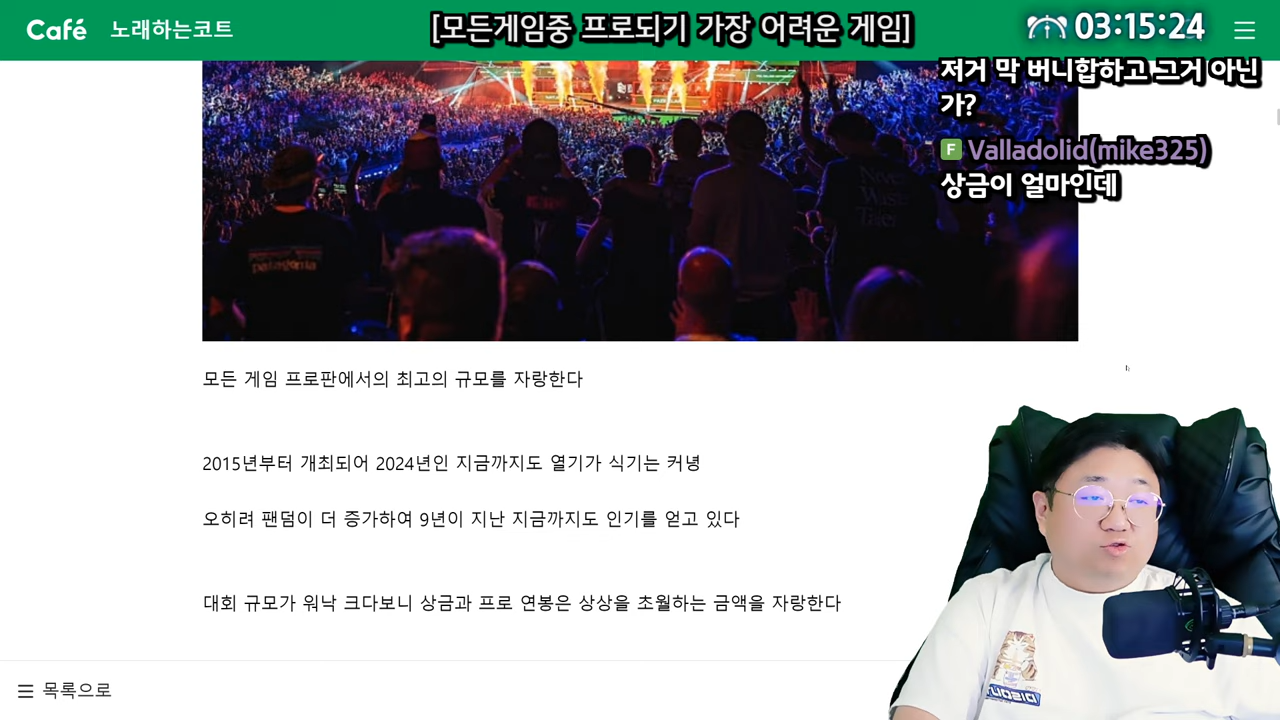 Café 노래하는코트
[모든게임중 프로되기 가장 어려운 게임]
03:15:24
저거 막 버니합하고 그거 아닌
가?
F Valladolid(mike325)
상금이 얼마인데
patagonia
모든 게임 프로판에서의 최고의 규모를 자랑한다
2015년부터 개최되어 2024년인 지금까지도 열기가 식기는 커녕
오히려 팬덤이 더 증가하여 9년이 지난 지금까지도 인기를 얻고 있다
대회 규모가 워낙 크다보니 상금과 프로 연봉은 상상을 초월하는 금액을 자랑한다
목록으로